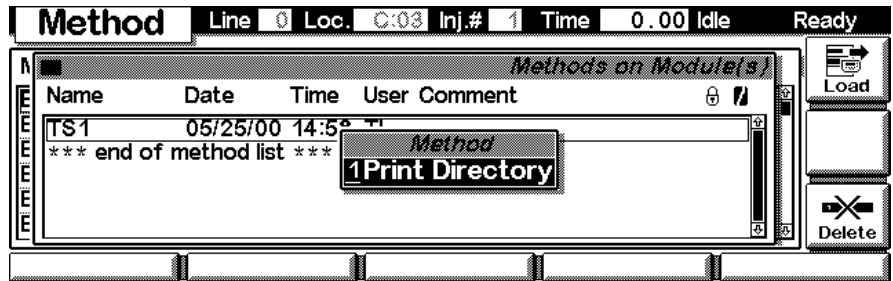 Method Line 0 Loc. C:03 Inj.# 1 Time 0.00 Idle Ready
Methods on Module(s)
Name Date Time User Comment
TS1 05/25/00
*** end of method list ***
Method
1Print Directory
Load
Delete